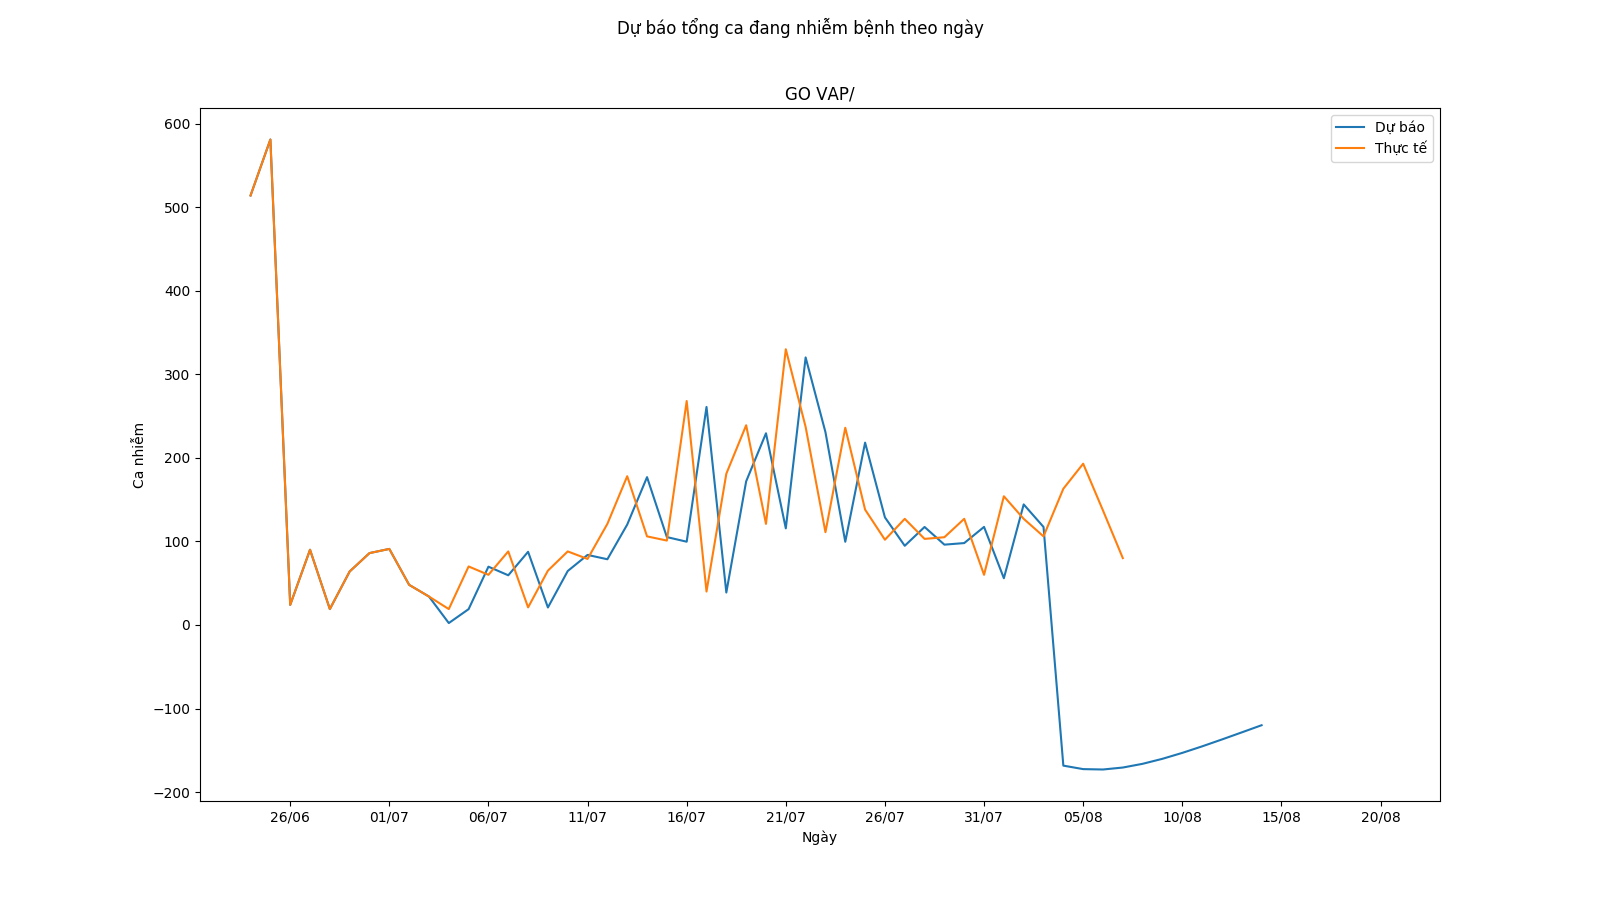 Dự báo tổng ca đang nhiễm bệnh theo ngày
GO VAP/
Dự báo
Thực tế
600
500
400
300
200
100
0
−100
−200
Ca nhiễm
26/06 01/07 06/07 11/07 16/07 21/07 26/07 31/07 05/08 10/08 15/08 20/08
Ngày